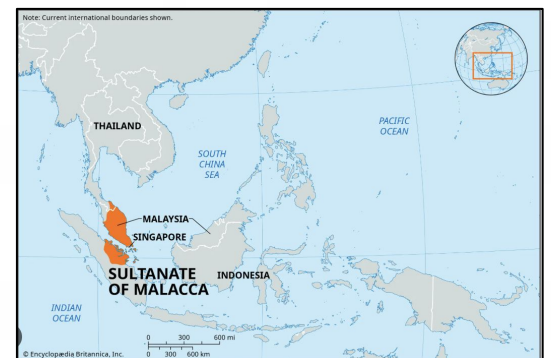 Note: Current international boundaries shown.
THAILAND
SOUTH
CHINA
SEA
PACIFIC
OCEAN
MALAYSIA
SINGAPORE
SULTANATE
OF MALACCA
INDONESIA
INDIAN
OCEAN
0 300 600 mi
0 300 600 km
© Encyclopædia Britannica, Inc.